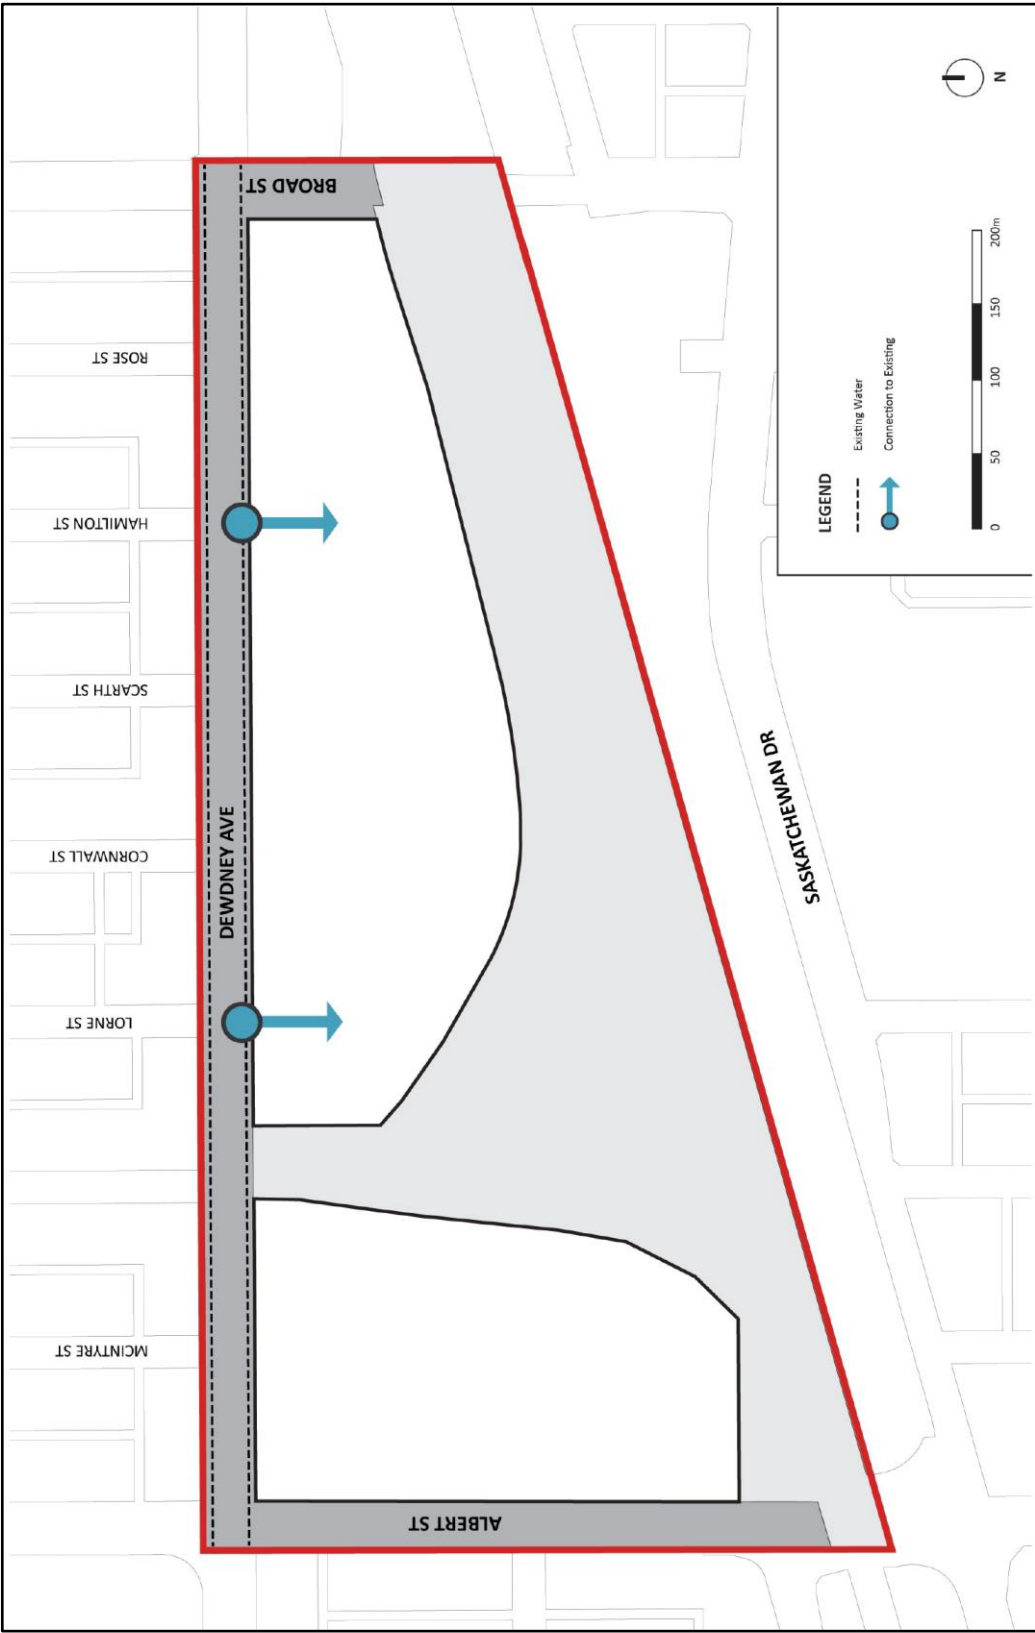 N
BROAD ST
ROSE ST
HAMILTON ST
SCARTH ST
CORNWALL ST
LORNE ST
MCINTYRE ST
DEWDNEY AVE
ALBERT ST
SASKATCHEWAN DR
LEGEND
Existing Water
Connection to Existing
0 50 100 150 200m